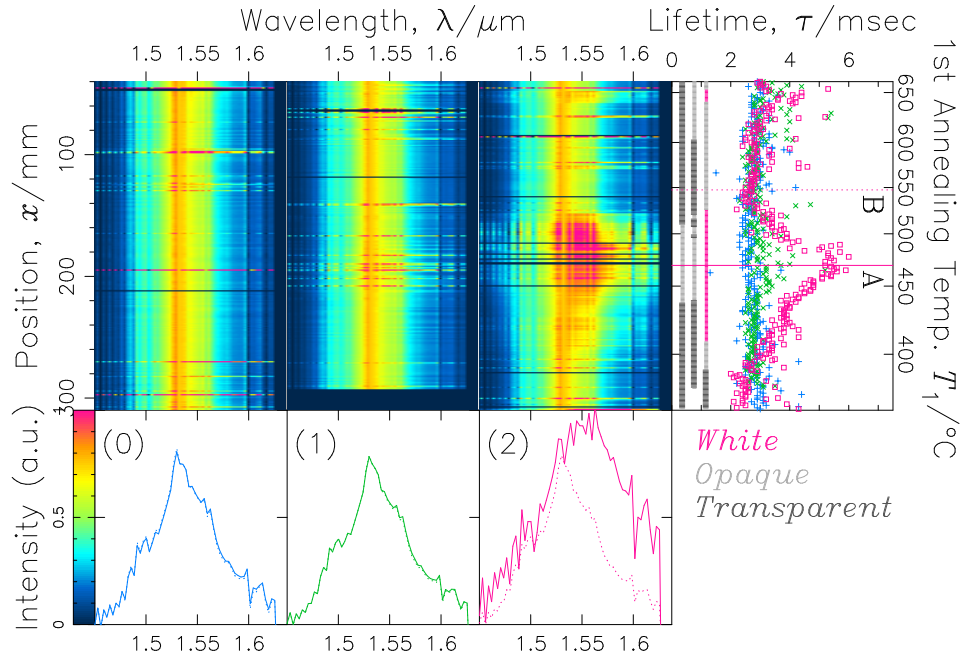 Wavelength, λ/μm
Lifetime, τ/msec
1.5 1.55 1.6 1.5 1.55 1.6 1.5 1.55 1.6 0 2 4 6
Position, x/mm
100
200
300
1st Annealing Temp. T1/°C
650
600
550
500
450
400
B
A
Intensity (a.u.)
1
0.5
0
(0) (1) (2)
White
Opaque
Transparent
1.5 1.55 1.6 1.5 1.55 1.6 1.5 1.55 1.6